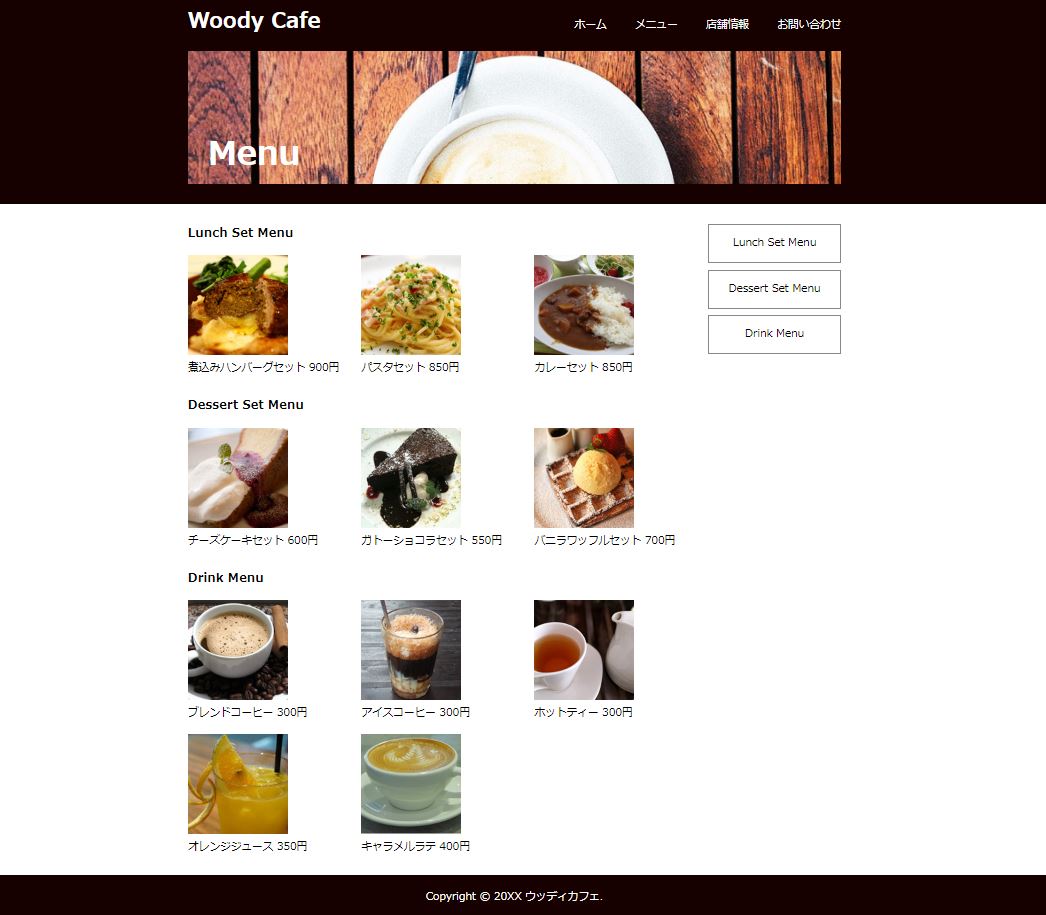 Woody Cafe
ホーム メニュー 店舗情報 お問い合わせ
Menu
Lunch Set Menu
煮込みハンバーグセット 900円 パスタセット 850円 カレーセット 850円
Dessert Set Menu
チーズケーキセット 600円 ガトーショコラセット 550円 バニラワッフルセット 700円
Drink Menu
ブレンドコーヒー 300円 アイスコーヒー 300円 ホットティー 300円
オレンジジュース 350円 キャラメルラテ 400円
Lunch Set Menu
Dessert Set Menu
Drink Menu
Copyright © 20XX ウッディカフェ.